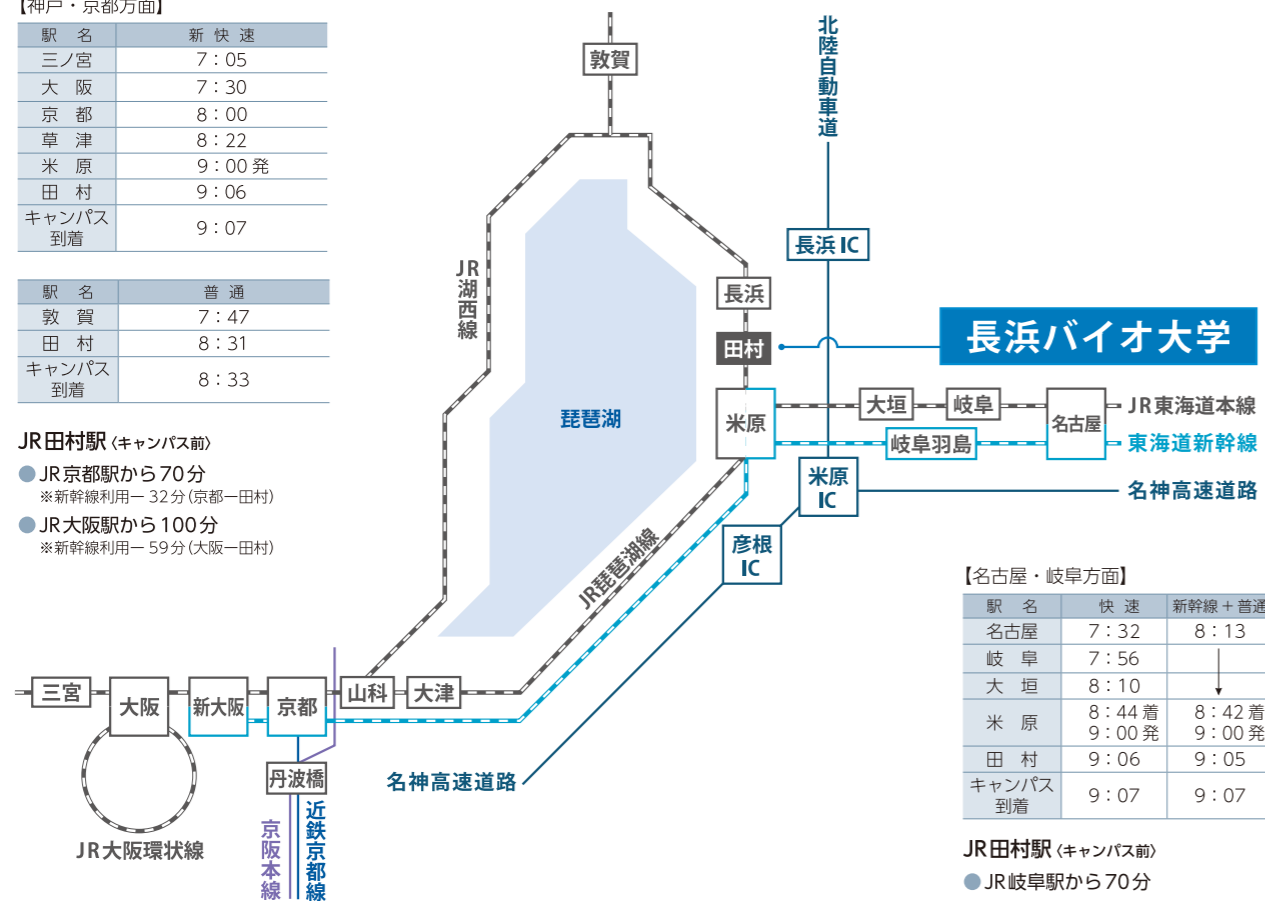 【神戸・京都方面】
駅 名 新 快 速
三ノ宮 7：05
大 阪 7：30
京 都 8：00
草 津 8：22
米 原 9：00 発
田 村 9：06
キャンパス
到着 9：07
駅 名 普 通
敦 賀 7：47
田 村 8：31
キャンパス
到着 8：33
JR田村駅〈キャンパス前〉
●JR京都駅から70分
※新幹線利用ー32分（京都ー田村）
●JR大阪駅から100分
※新幹線利用ー59分（大阪ー田村）
敦賀
北陸自動車道
長浜 IC
JR湖西線
長浜
田村
長浜バイオ大学
琵琶湖
米原
大垣
岐阜
名古屋
JR東海道本線
岐阜羽島
東海道新幹線
米原
IC
名神高速道路
彦根
IC
JR琵琶湖線
三宮
大阪
新大阪
京都
山科
大津
丹波橋
名神高速道路
JR大阪環状線
京阪本線
近鉄京都線
【名古屋・岐阜方面】
駅 名 快 速 新幹線＋普通
名古屋 7：32 8：13
岐 阜 7：56
大 垣 8：10
米 原 8：44 着 8：42 着
9：00 発 9：00 発
田 村 9：06 9：05
キャンパス
到着 9：07 9：07
JR田村駅〈キャンパス前〉
●JR岐阜駅から70分